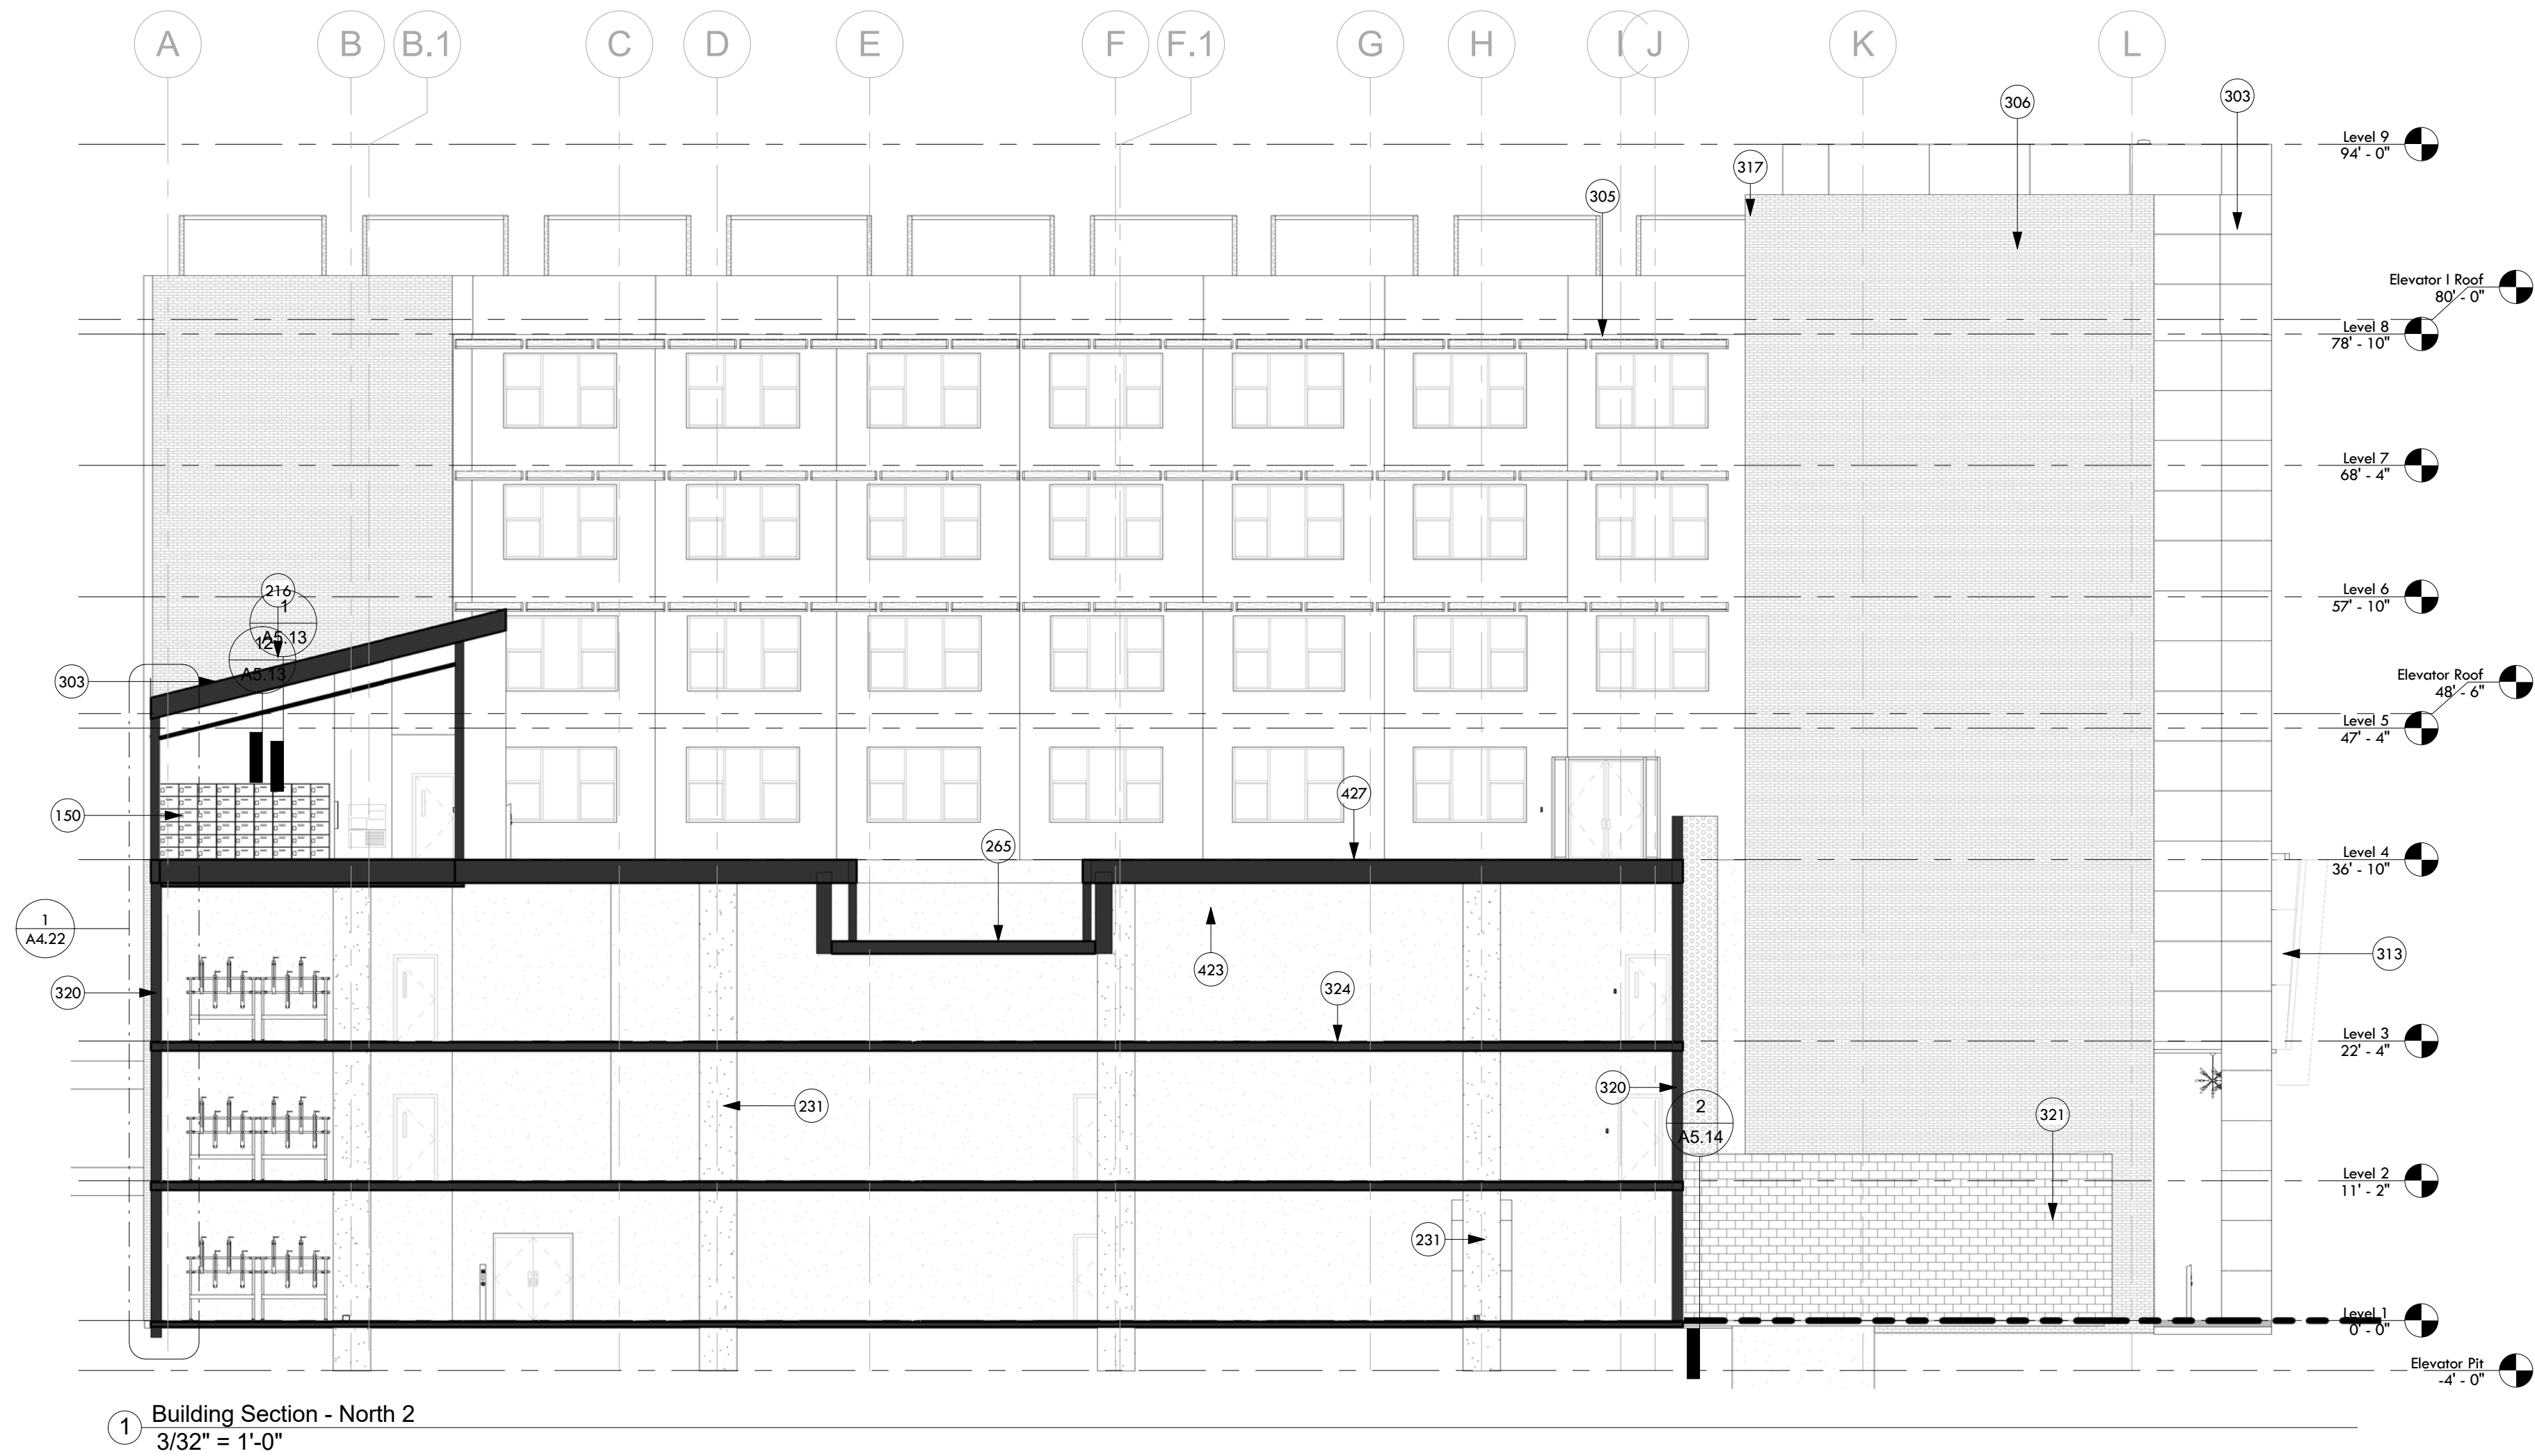 A
B
B.1
C
D
E
F
F.1
G
H
I
J
K
L
303
306
Level 9
94' - 0"
317
305
Elevator I Roof
80' - 0"
Level 8
78' - 10"
Level 7
68' - 4"
216
1
A5.13
Level 6
57' - 10"
12
A5.13
303
Elevator Roof
48' - 6"
Level 5
47' - 4"
427
150
265
Level 4
36' - 10"
1
A4.22
423
313
320
324
Level 3
22' - 4"
231
320
2
A5.14
321
Level 2
11' - 2"
231
Level 1
0' - 0"
Elevator Pit
-4' - 0"
1
Building Section - North 2
3/32" = 1'-0"